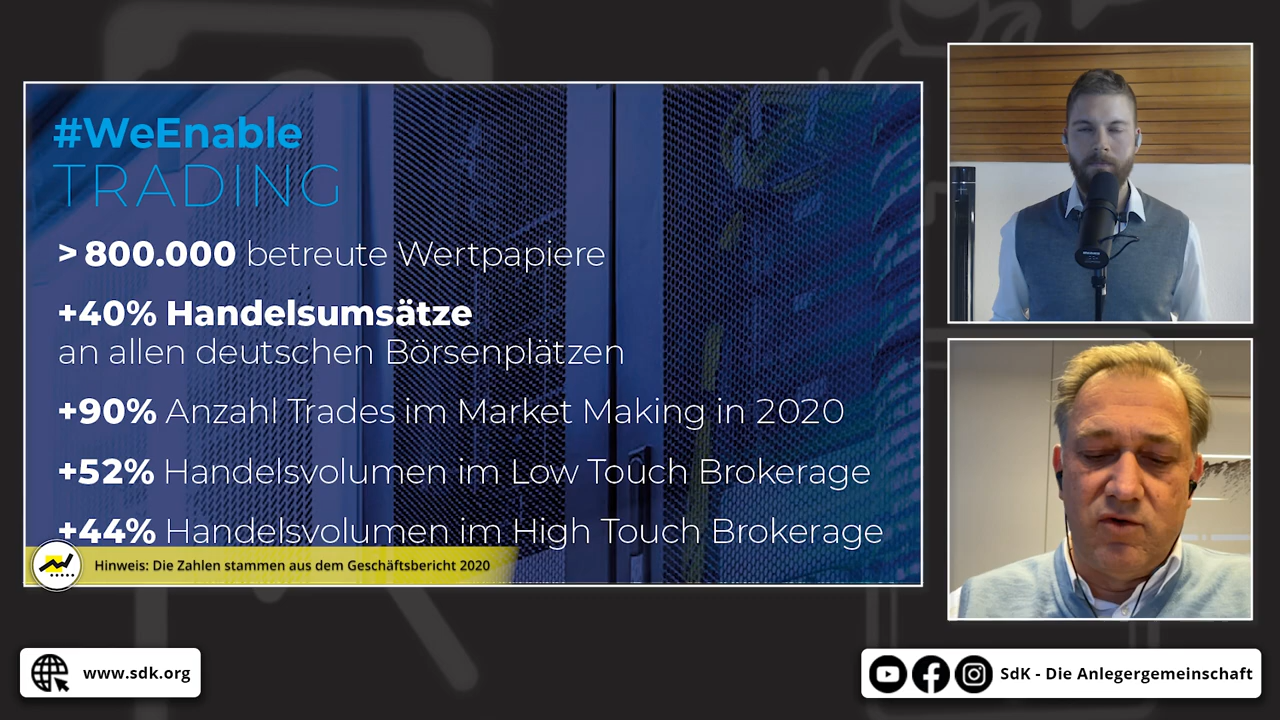 #WeEnable
TRADING
> 800.000 betreute Wertpapiere
+40% Handelsumsätze
an allen deutschen Börsenplätzen
+90% Anzahl Trades im Market Making in 2020
+52% Handelsvolumen im Low Touch Brokerage
+44% Handelsvolumen im High Touch Brokerage
Hinweis: Die Zahlen stammen aus dem Geschäftsbericht 2020
www.sdk.org
SdK - Die Anlegergemeinschaft